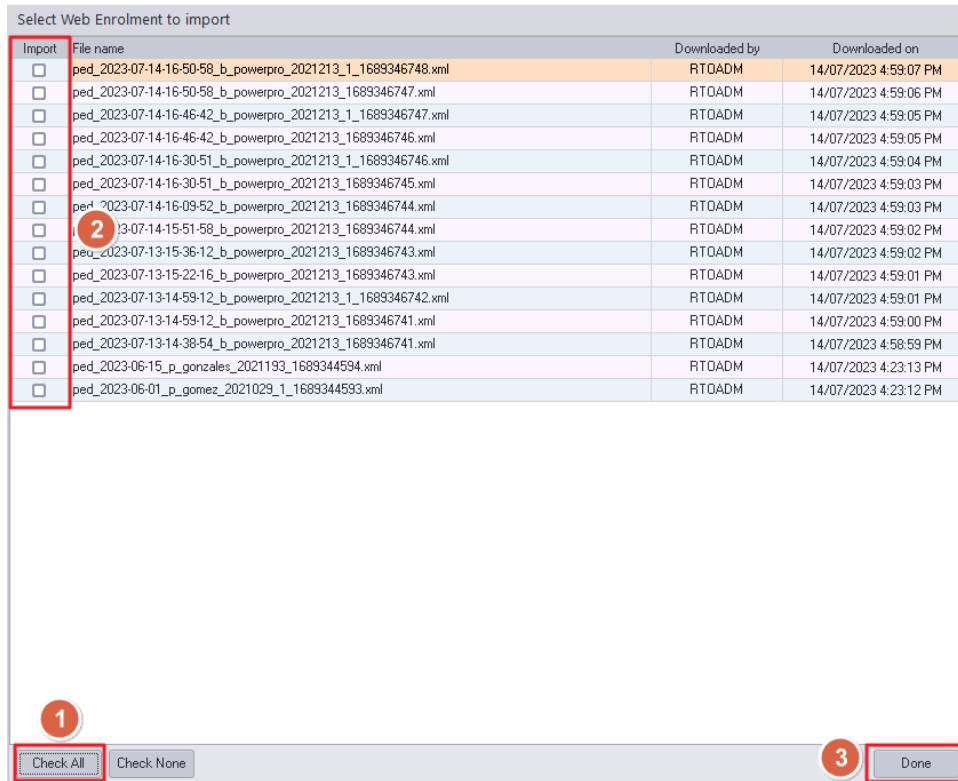 Select Web Enrolment to import
Import File name Downloaded by Downloaded on
ped_2023-07-14-16-50-58_b_powerpro_2021213_1_1689346748.xml RTOADM 14/07/2023 4:59:07 PM
ped_2023-07-14-16-50-58_b_powerpro_2021213_1689346747.xml RTOADM 14/07/2023 4:59:06 PM
ped_2023-07-14-16-46-42_b_powerpro_2021213_1_1689346747.xml RTOADM 14/07/2023 4:59:05 PM
ped_2023-07-14-16-46-42_b_powerpro_2021213_1689346746.xml RTOADM 14/07/2023 4:59:05 PM
ped_2023-07-14-16-30-51_b_powerpro_2021213_1_1689346746.xml RTOADM 14/07/2023 4:59:04 PM
ped_2023-07-14-16-30-51_b_powerpro_2021213_1689346745.xml RTOADM 14/07/2023 4:59:03 PM
ped_2023-07-14-16-09-52_b_powerpro_2021213_1689346744.xml RTOADM 14/07/2023 4:59:03 PM
2 3-07-14-15-51-58_b_powerpro_2021213_1689346744.xml RTOADM 14/07/2023 4:59:02 PM
ped_2023-07-13-15-36-12_b_powerpro_2021213_1689346743.xml RTOADM 14/07/2023 4:59:02 PM
ped_2023-07-13-15-22-16_b_powerpro_2021213_1689346743.xml RTOADM 14/07/2023 4:59:01 PM
ped_2023-07-13-14-59-12_b_powerpro_2021213_1_1689346742.xml RTOADM 14/07/2023 4:59:01 PM
ped_2023-07-13-14-59-12_b_powerpro_2021213_1689346741.xml RTOADM 14/07/2023 4:59:00 PM
ped_2023-07-13-14-38-54_b_powerpro_2021213_1689346741.xml RTOADM 14/07/2023 4:58:59 PM
ped_2023-06-15_p_gonzales_2021193_1689344594.xml RTOADM 14/07/2023 4:23:13 PM
ped_2023-06-01_p_gomez_2021029_1_1689344593.xml RTOADM 14/07/2023 4:23:12 PM
1
Check All Check None 3 Done